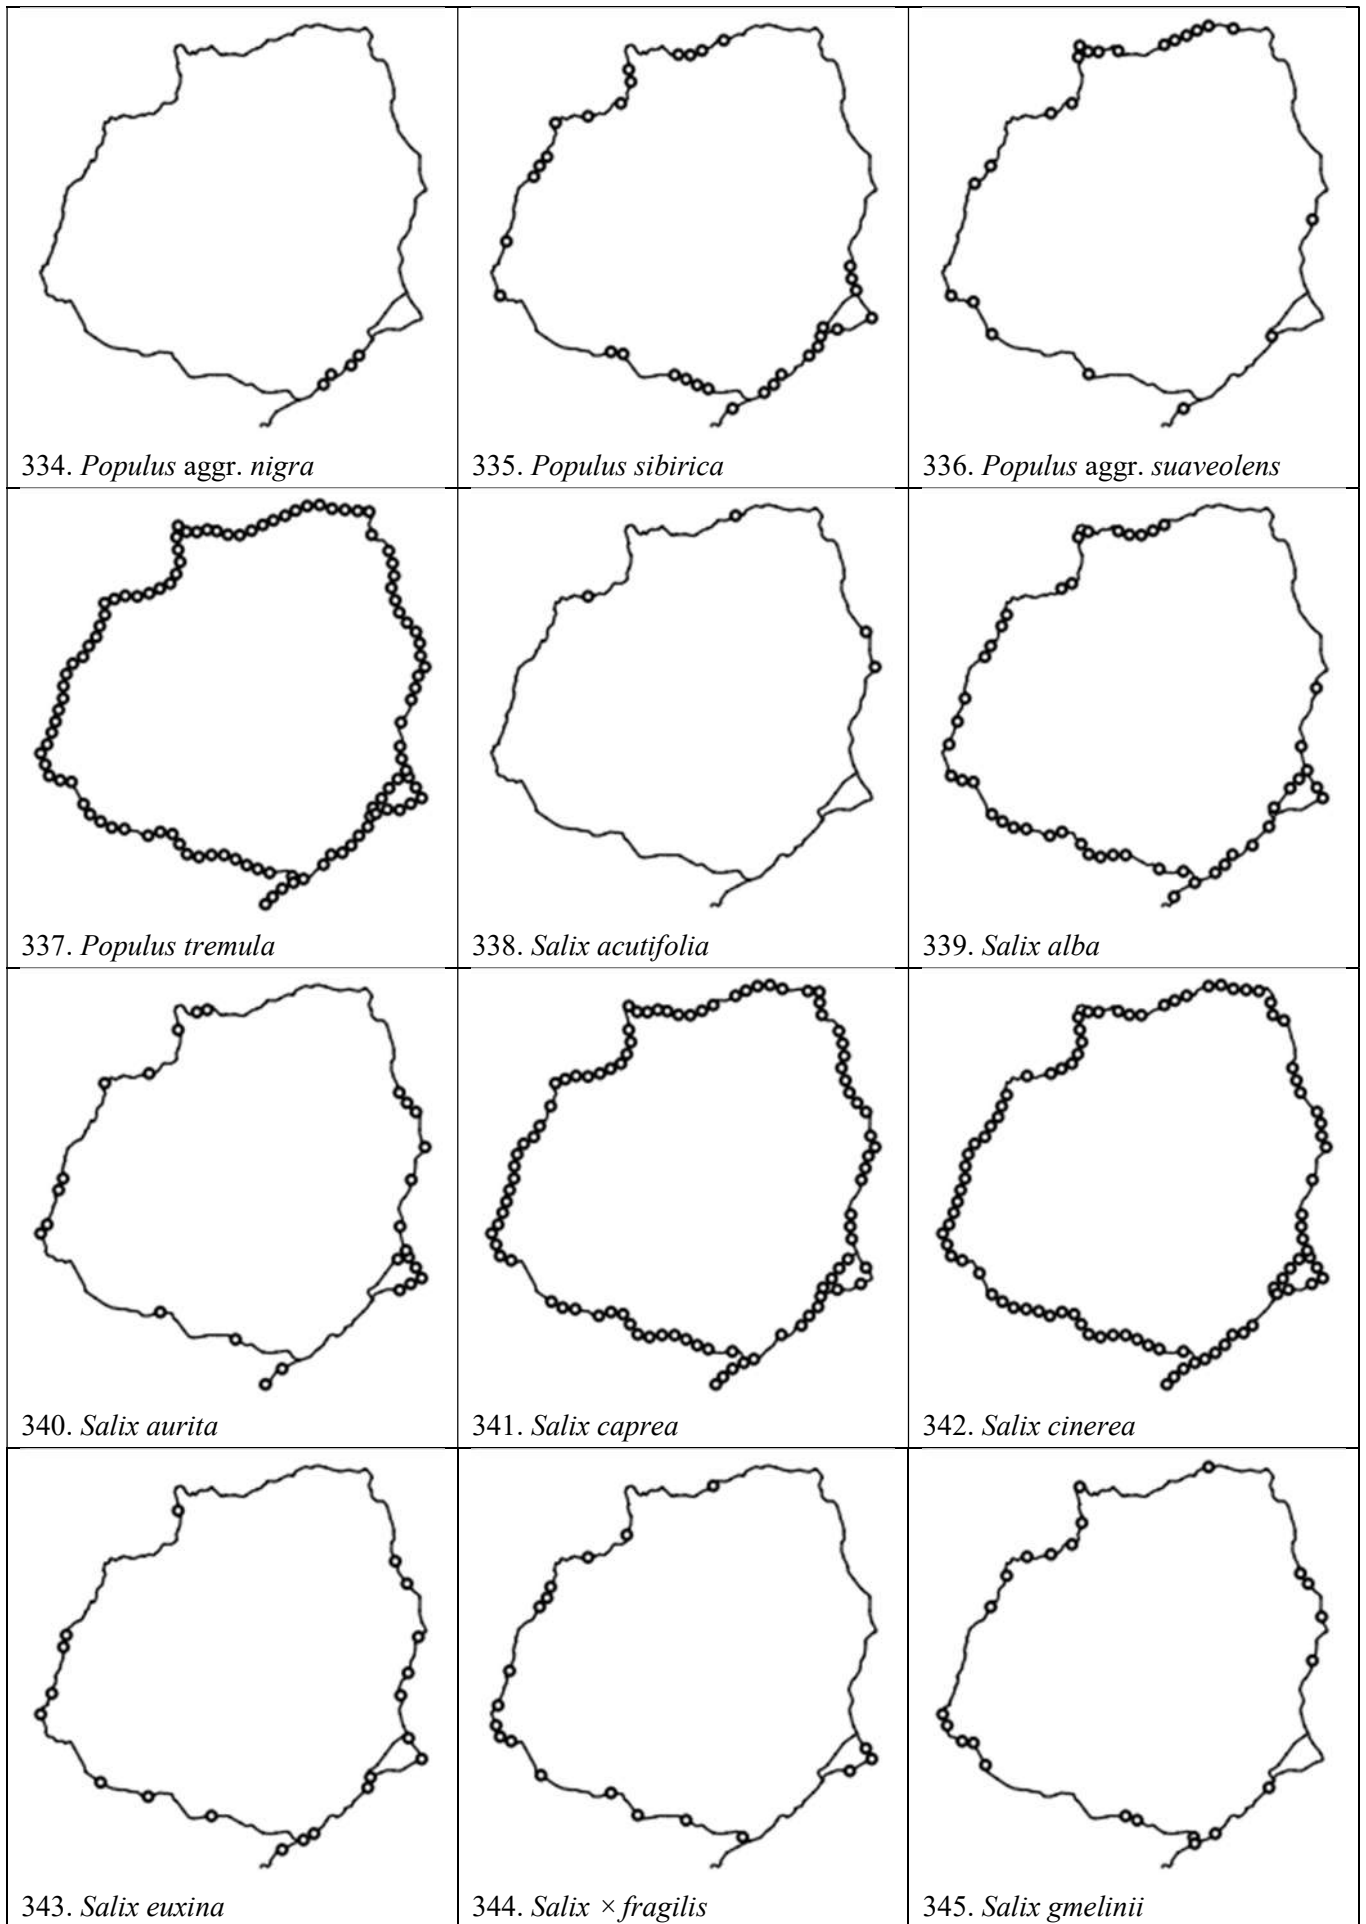 334. Populus aggr. nigra
335. Populus sibirica
336. Populus aggr. suaveolens
337. Populus tremula
338. Salix acutifolia
339. Salix alba
340. Salix aurita
341. Salix caprea
342. Salix cinerea
343. Salix euxina
344. Salix × fragilis
345. Salix gmelinii